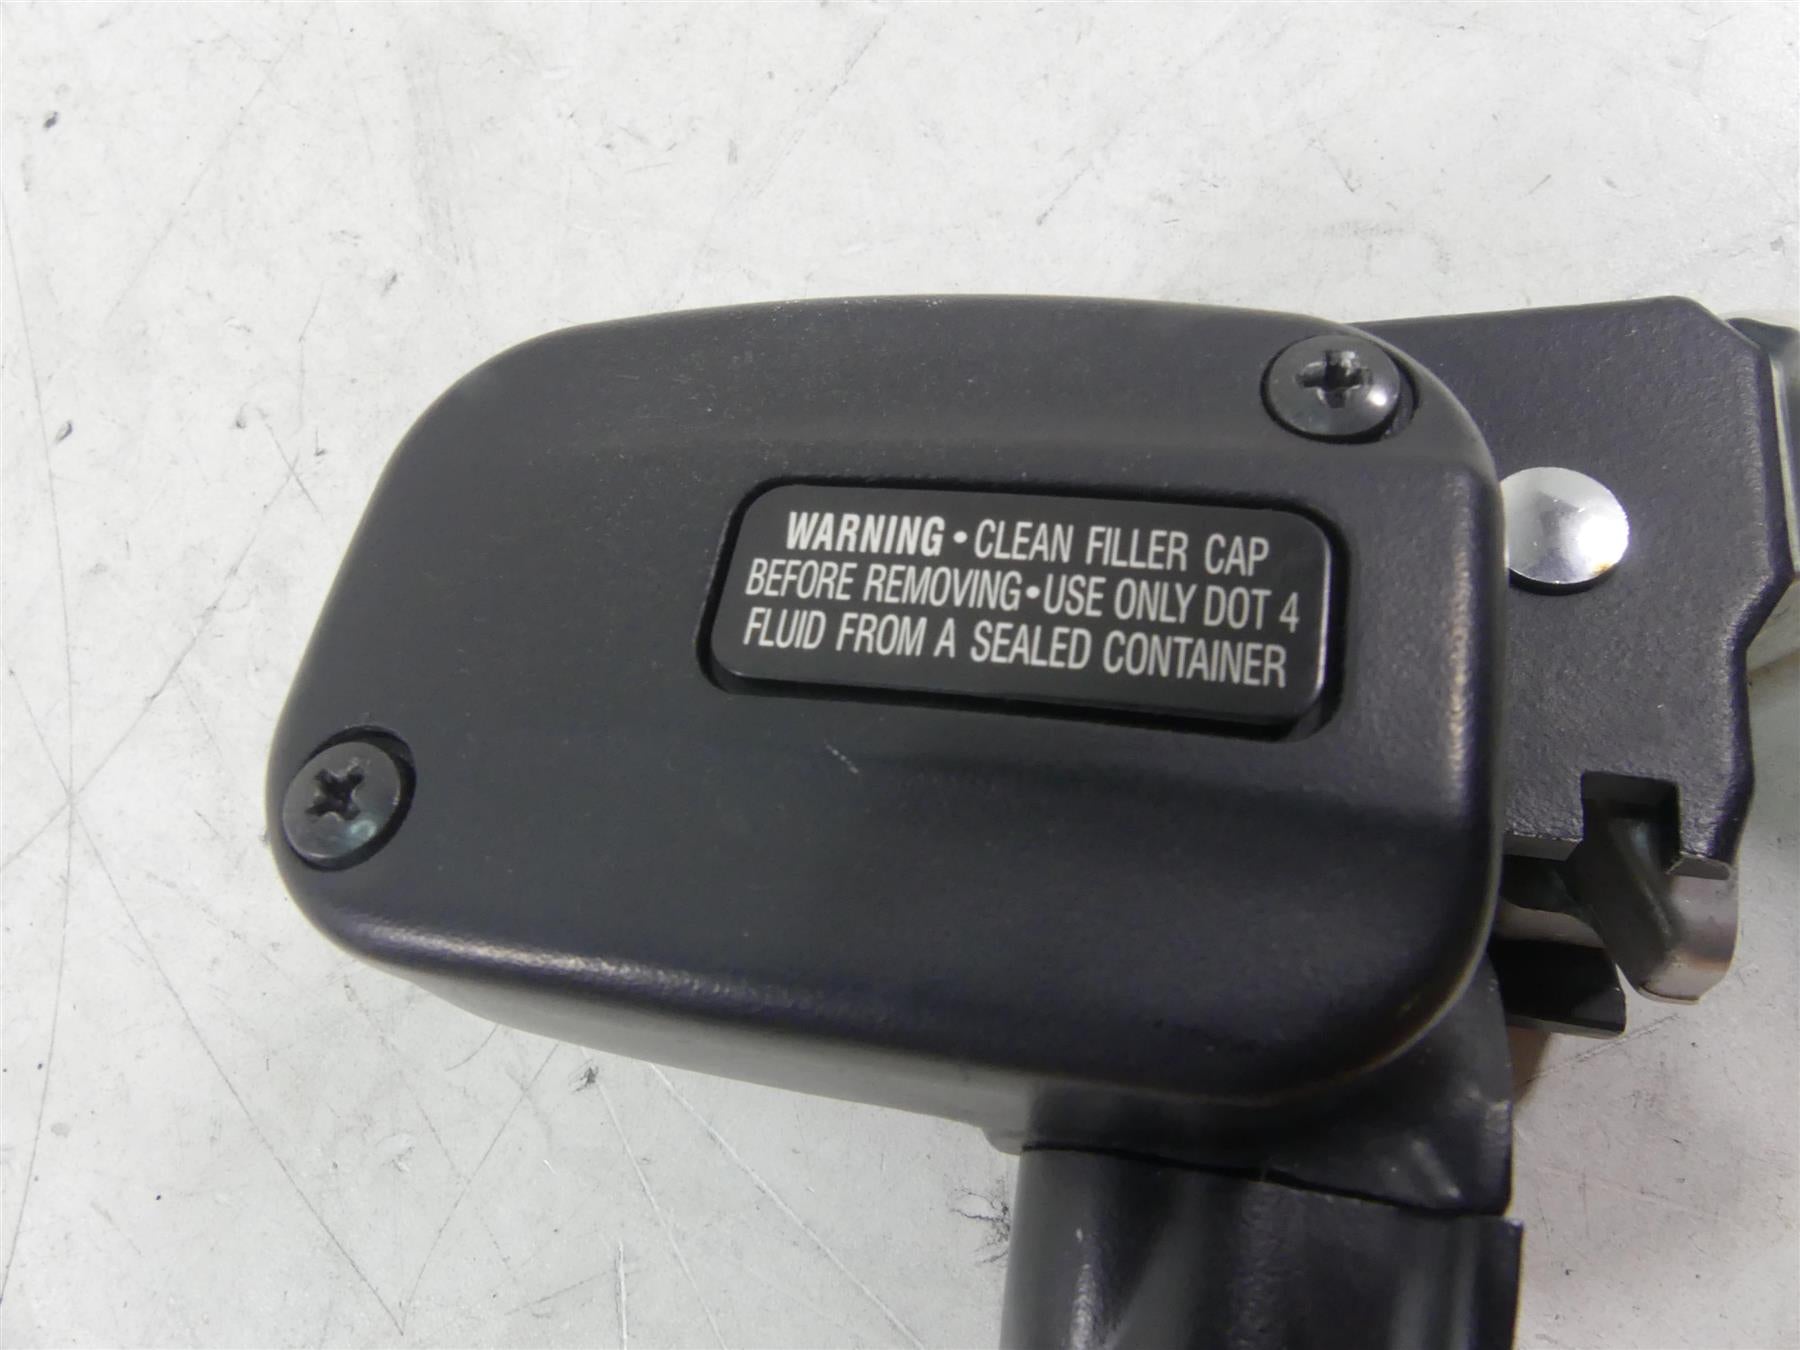 WARNING • CLEAN FILLER CAP
BEFORE REMOVING • USE ONLY DOT 4
FLUID FROM A SEALED CONTAINER